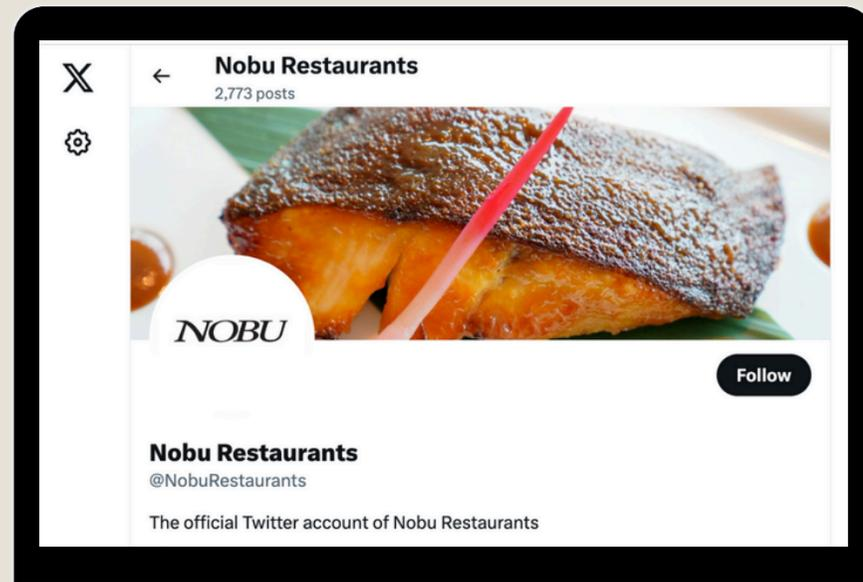 Nobu Restaurants
2,773 posts
NOBU
Follow
Nobu Restaurants
@NobuRestaurants
The official Twitter account of Nobu Restaurants